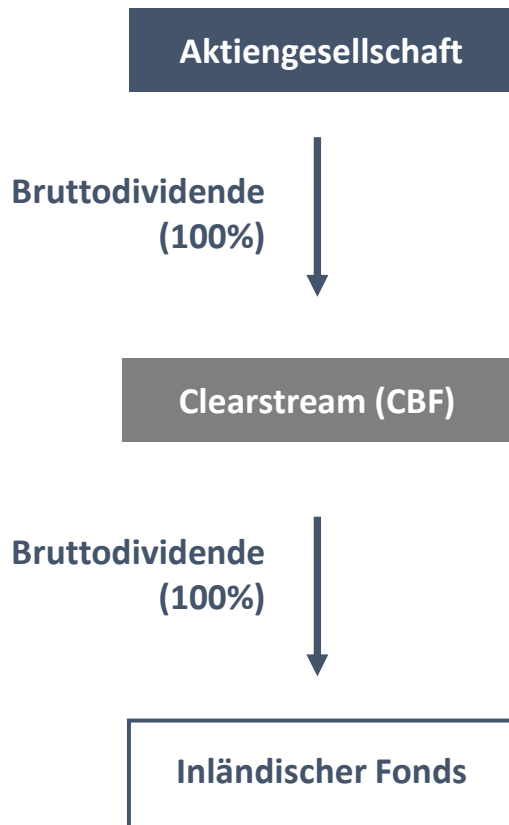 Aktiengesellschaft
Bruttodividende
(100%)
Clearstream (CBF)
Bruttodividende
(100%)
Inländischer Fonds